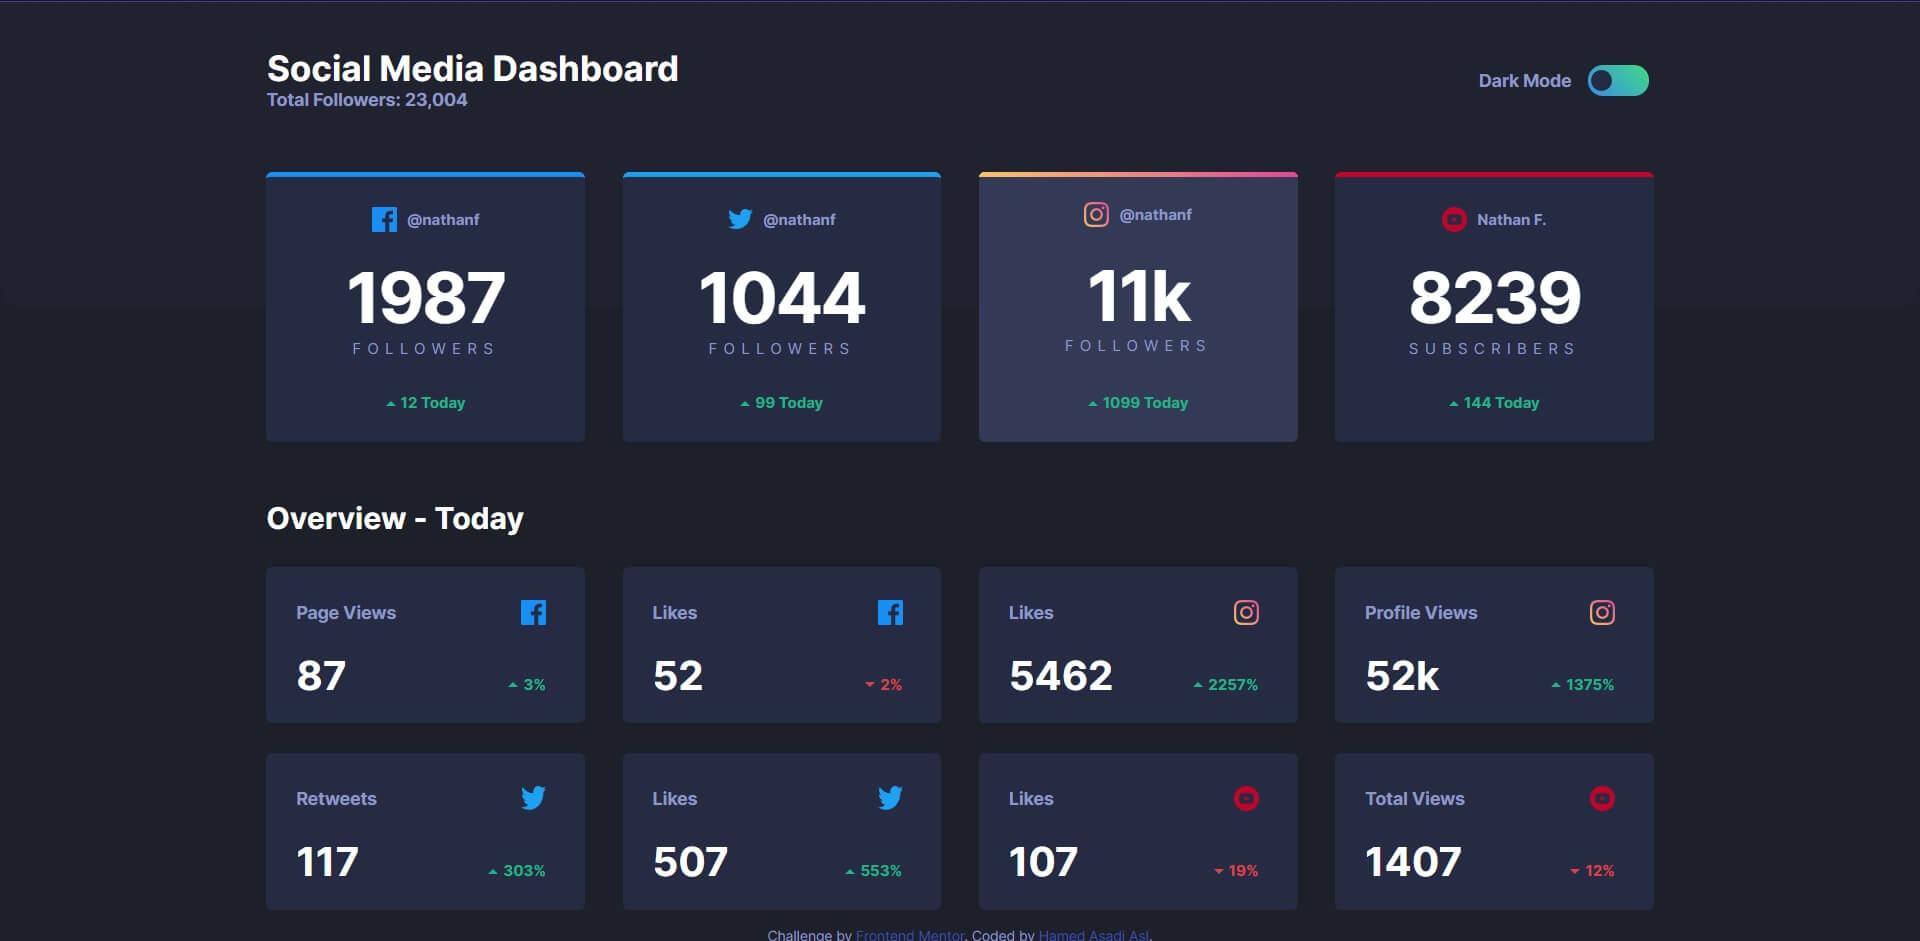 Social Media Dashboard
Total Followers: 23,004
Dark Mode
@nathanf
1987
FOLLOWERS
12 Today
@nathanf
1044
FOLLOWERS
99 Today
@nathanf
11k
FOLLOWERS
1099 Today
Nathan F.
8239
SUBSCRIBERS
144 Today
Overview - Today
Page Views
87
3%
Likes
52
2%
Likes
5462
2257%
Profile Views
52k
1375%
Retweets
117
303%
Likes
507
553%
Likes
107
19%
Total Views
1407
12%
Challenge by Frontend Mentor. Coded by Hamed Asadi Asl.